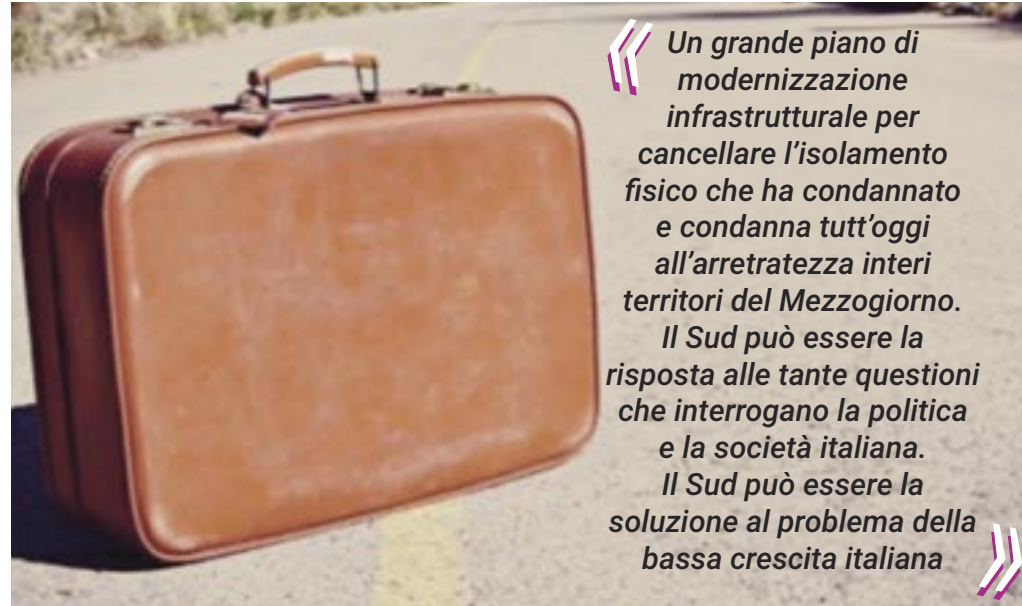 Un grande piano di
modernizzazione
infrastrutturale per
cancellare l’isolamento
fisico che ha condannato
e condanna tutt’oggi
all’arretratezza interi
territori del Mezzogiorno.
Il Sud può essere la
risposta alle tante questioni
che interrogano la politica
e la società italiana.
Il Sud può essere la
soluzione al problema della
bassa crescita italiana